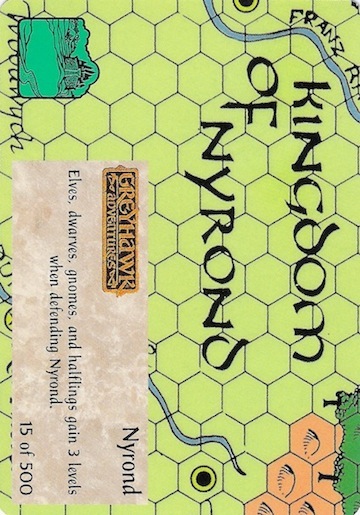 FRANZ
KINGDOM
OF NYROND
Nyrond
GREYHAWK
ADVENTURES
Elves, dwarves, gnomes, and halflings gain 3 levels
when defending Nyrond.
15 of 500